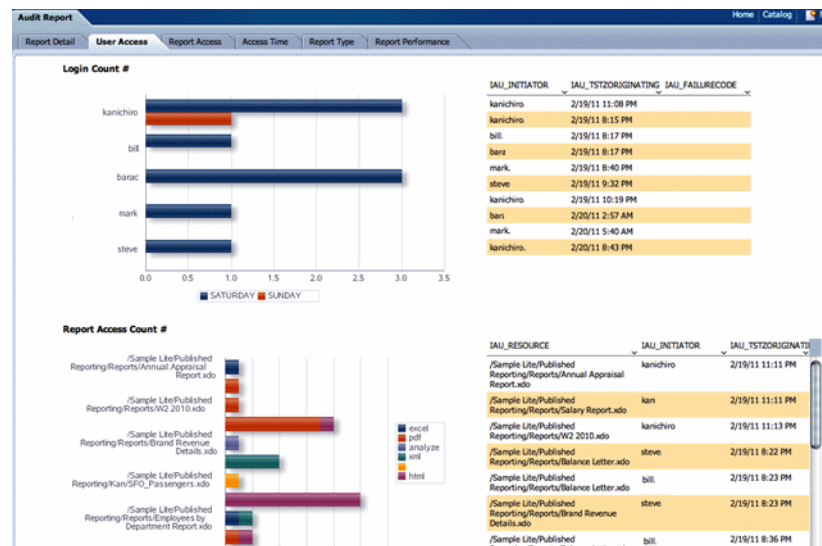 Audit Report
Home Catalog
Report Detail User Access Report Access Access Time Report Type Report Performance
Login Count #
kanichiro
bill
barac
mark
steve
0.0 0.5 1.0 1.5 2.0 2.5 3.0 3.5
SATURDAY SUNDAY
IAU_INITIATOR IAU_TSTZORIGINATING IAU_FAILURECODE
kanichiro. 2/19/11 11:08 PM
kanichiro. 2/19/11 8:15 PM
bill. 2/19/11 8:17 PM
bara 2/19/11 8:17 PM
mark. 2/19/11 8:40 PM
steve 2/19/11 9:32 PM
kanichiro. 2/19/11 10:19 PM
bara 2/20/11 2:57 AM
mark. 2/20/11 5:40 AM
kanichiro. 2/20/11 8:43 PM
Report Access Count #
/Sample Lite/Published
Reporting/Reports/Annual Appraisal
Report.xdo
/Sample Lite/Published
Reporting/Reports/W2 2010.xdo
/Sample Lite/Published
Reporting/Reports/Brand Revenue
Details.xdo
/Sample Lite/Published
Reporting/Kan/SFO_Passengers.xdo
/Sample Lite/Published
Reporting/Reports/Employees by
Department Report.xdo
excel
pdf
analyze
xml
html
IAU_RESOURCE IAU_INITIATOR IAU_TSTZORIGINATI
/Sample Lite/Published kanichiro 2/19/11 11:11 PM
Reporting/Reports/Annual Appraisal
Report.xdo
/Sample Lite/Published kan 2/19/11 11:11 PM
Reporting/Reports/Salary Report.xdo
/Sample Lite/Published kanichiro 2/19/11 11:13 PM
Reporting/Reports/W2 2010.xdo
/Sample Lite/Published steve 2/19/11 8:22 PM
Reporting/Reports/Balance Letter.xdo
/Sample Lite/Published bill. 2/19/11 8:23 PM
Reporting/Reports/Balance Letter.xdo
/Sample Lite/Published steve 2/19/11 8:23 PM
Reporting/Reports/Brand Revenue
Details.xdo
/Sample Lite/Published bill. 2/19/11 8:36 PM